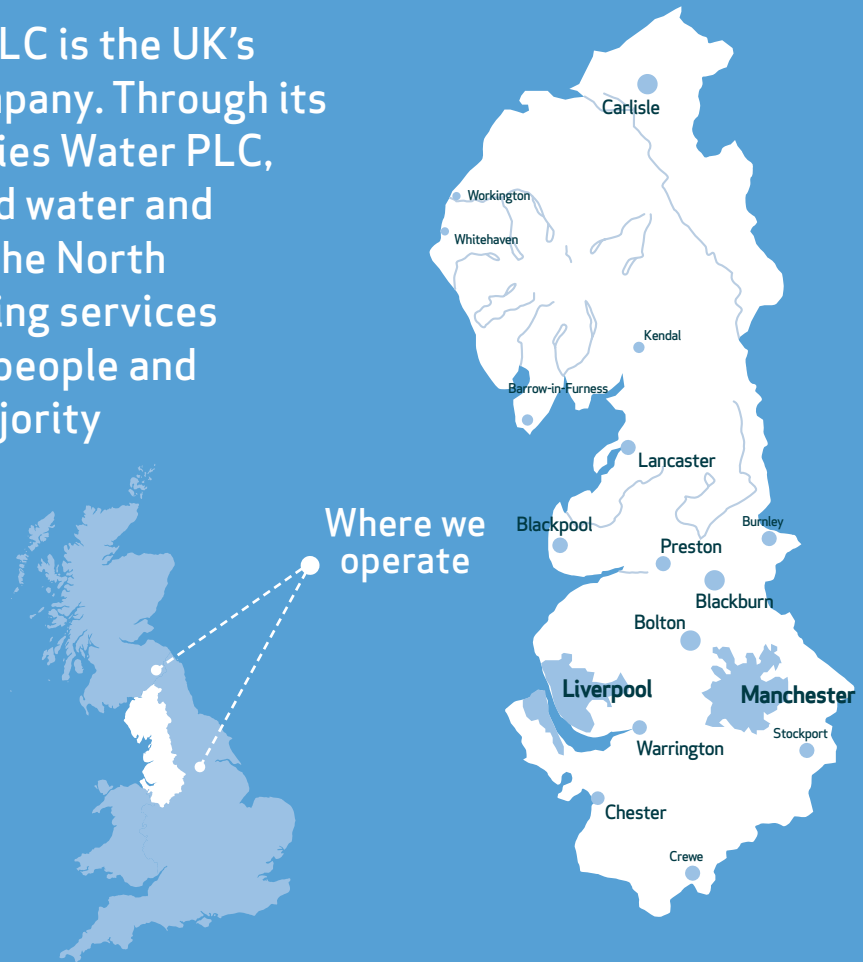 LC is the UK’s
mpany. Through its
ies Water PLC,
d water and
he North
ing services
people and
jority
Where we
operate
Carlisle
Workington
Whitehaven
Kendal
Barrow-in-Furness
Lancaster
Blackpool
Burnley
Preston
Blackburn
Bolton
Liverpool
Manchester
Stockport
Warrington
Chester
Crewe